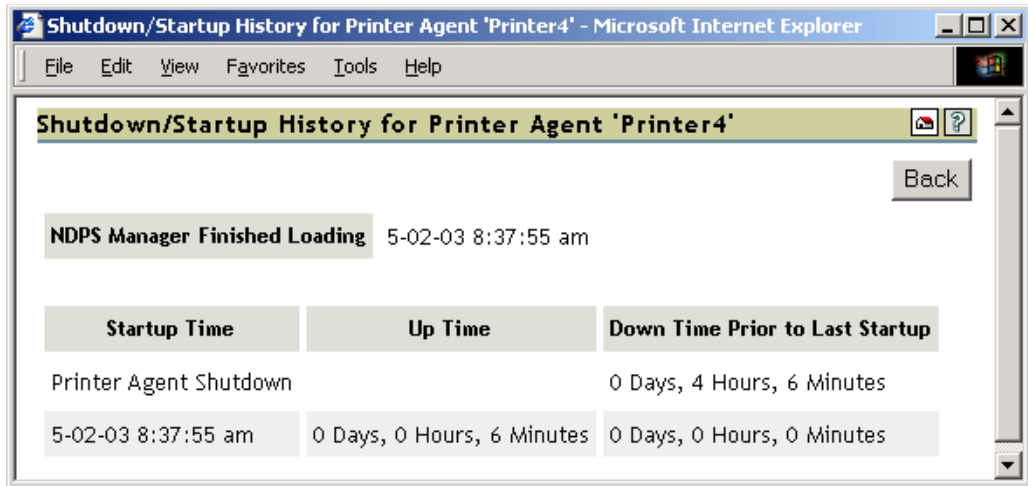 Shutdown/Startup History for Printer Agent 'Printer4' - Microsoft Internet Explorer
File Edit View Favorites Tools Help
Shutdown/Startup History for Printer Agent 'Printer4'
Back
NDPS Manager Finished Loading 5-02-03 8:37:55 am
Startup Time Up Time Down Time Prior to Last Startup
Printer Agent Shutdown 0 Days, 4 Hours, 6 Minutes
5-02-03 8:37:55 am 0 Days, 0 Hours, 6 Minutes 0 Days, 0 Hours, 0 Minutes